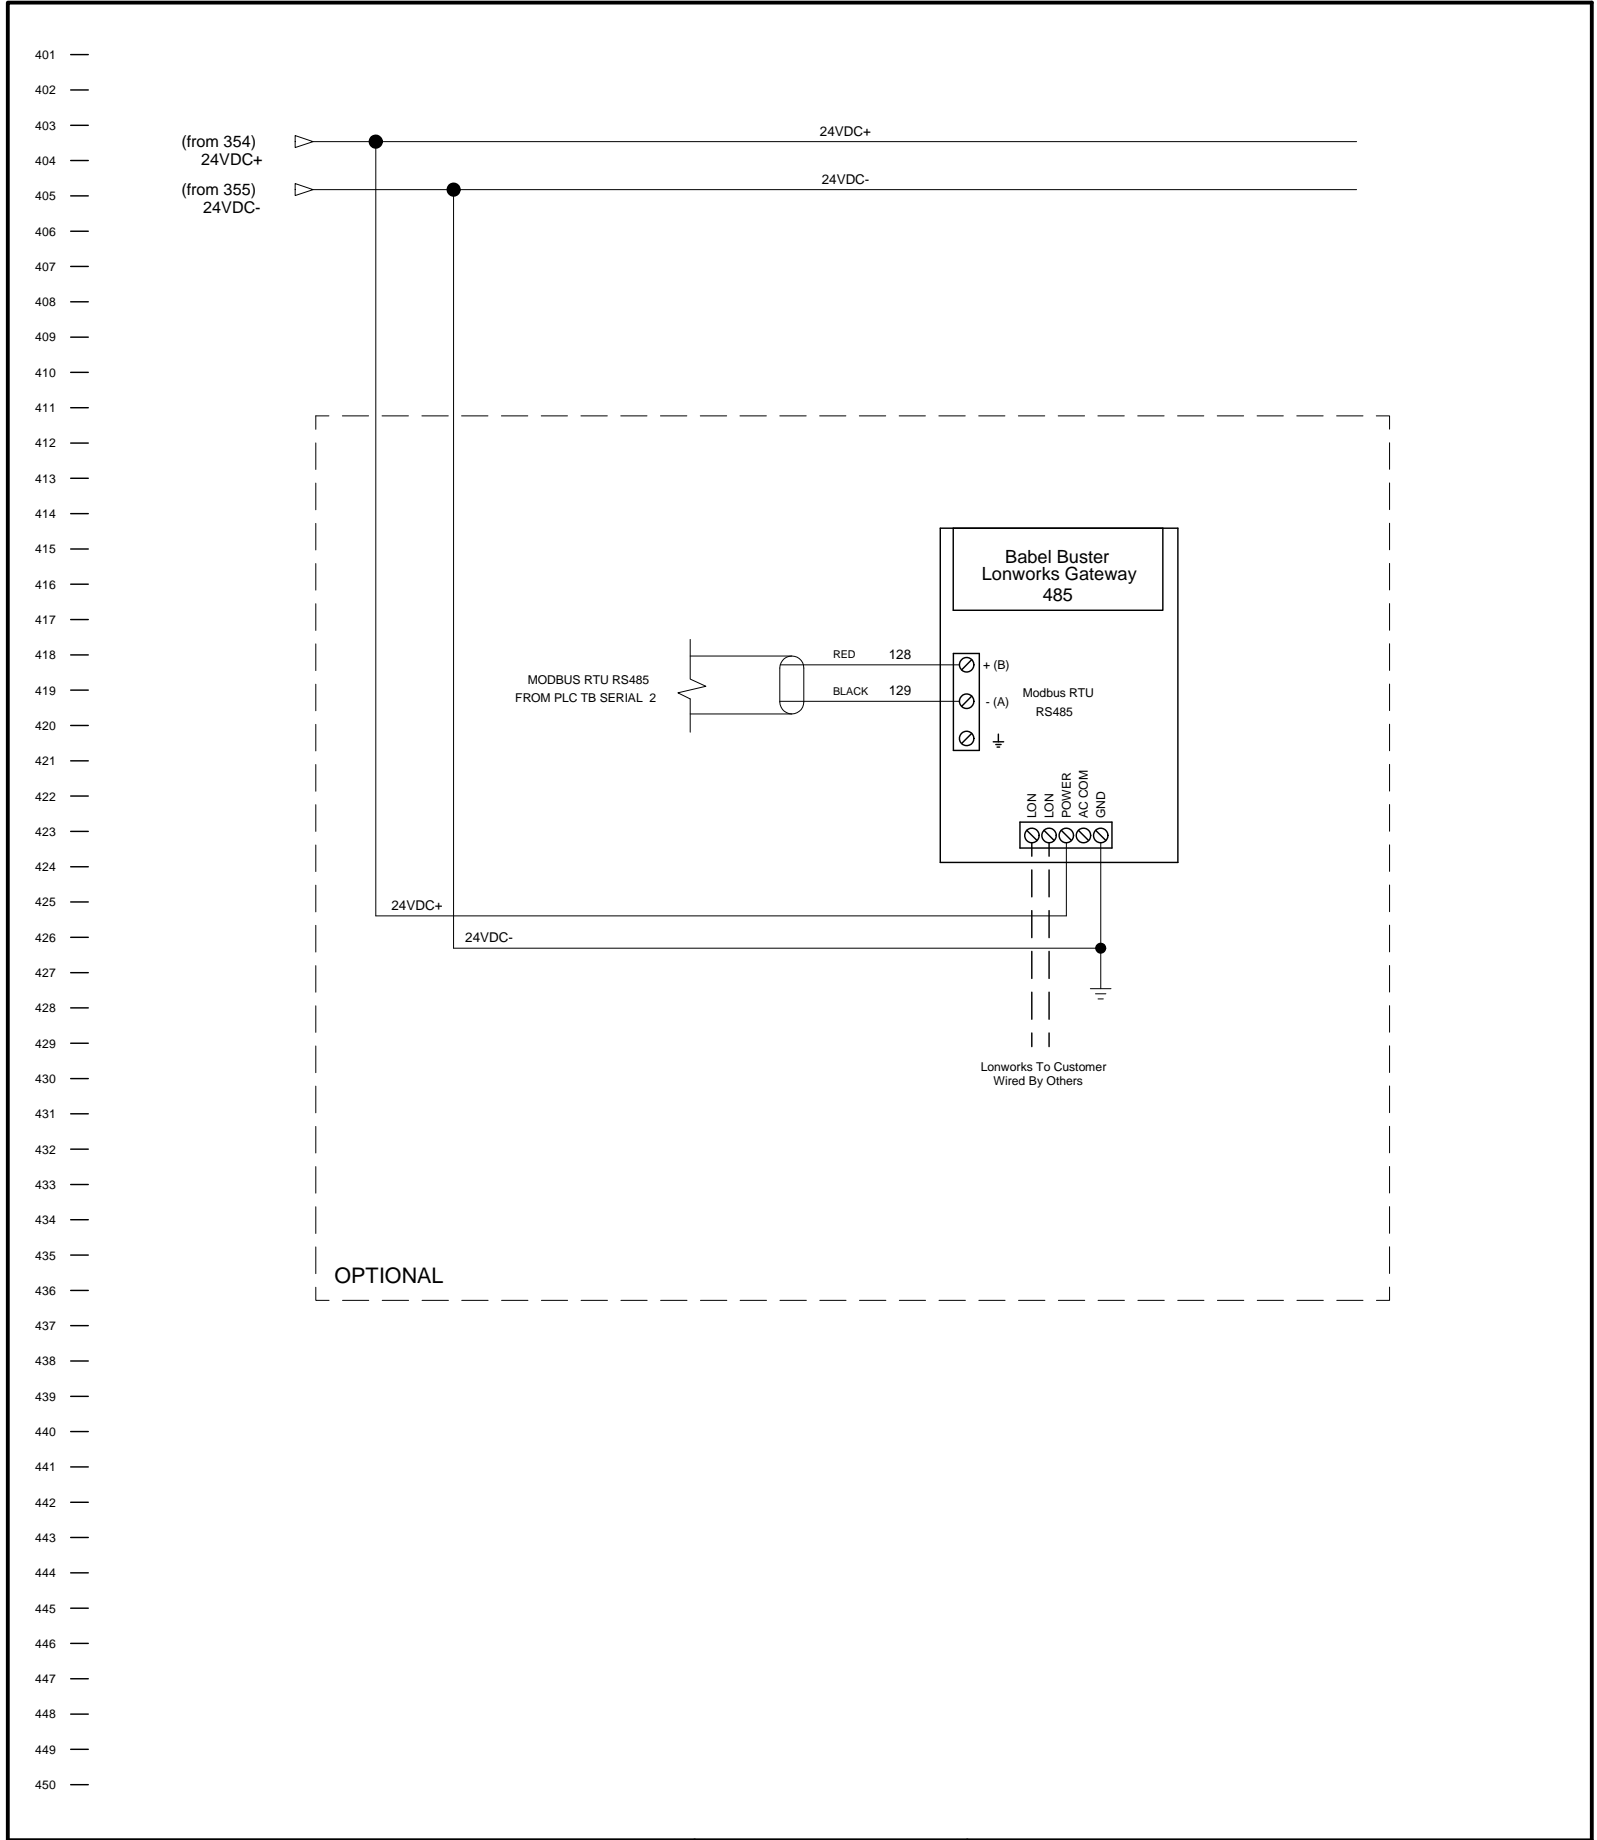 401
402
403
(from 354)
24VDC+
24VDC+
404
(from 355)
24VDC-
24VDC-
405
406
407
408
409
410
411
412
413
414
415
Babel Buster
Lonworks Gateway
485
416
417
418
MODBUS RTU RS485
FROM PLC TB SERIAL 2
RED 128
+ (B)
BLACK 129
- (A)
Modbus RTU
RS485
419
420
421
LON
LON
POWER
AC COM
GND
422
423
424
425
24VDC+
426
24VDC-
427
428
429
Lonworks To Customer
Wired By Others
430
431
432
433
434
435
OPTIONAL
436
437
438
439
440
441
442
443
444
445
446
447
448
449
450